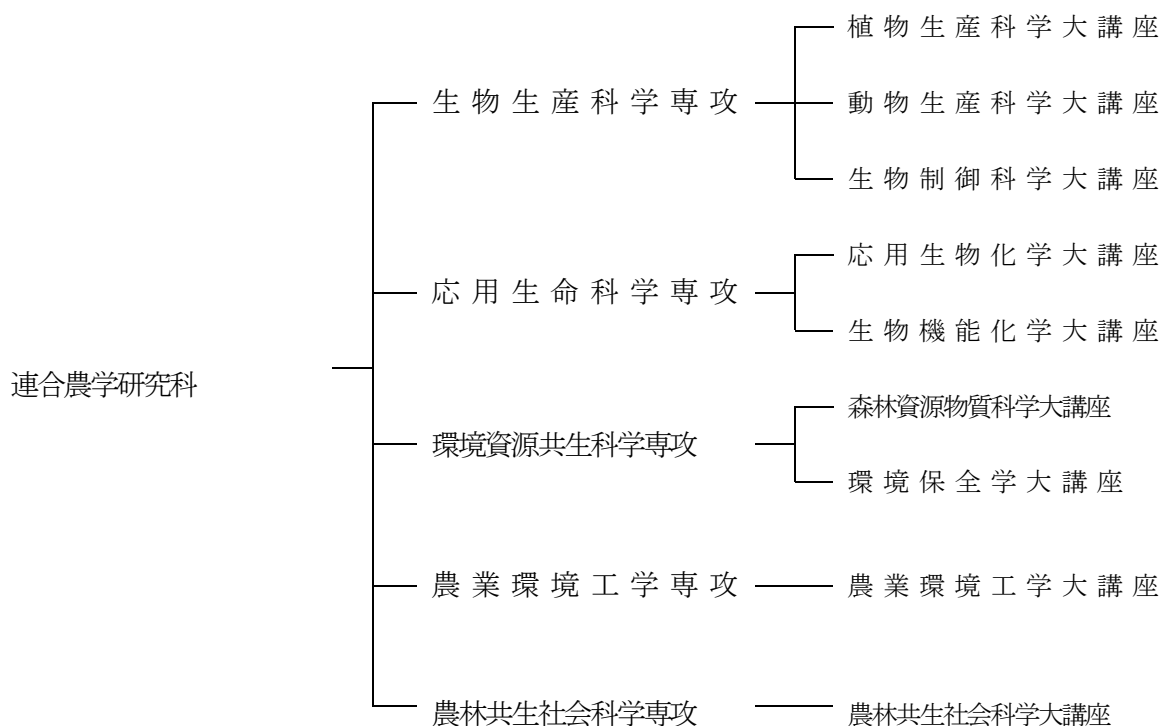 連合農学研究科
生物生産科学専攻
植物生産科学大講座
動物生産科学大講座
生物制御科学大講座
応用生命科学専攻
応用生物化学大講座
生物機能化学大講座
環境資源共生科学専攻
森林資源物質科学大講座
環境保全学大講座
農業環境工学専攻
農業環境工学大講座
農林共生社会科学専攻
農林共生社会科学大講座